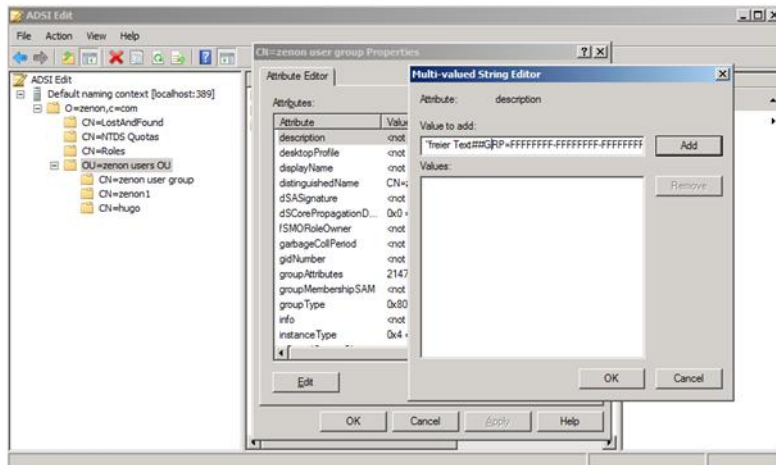 ADSI Edit
File Action View Help
ADSI Edit
Default naming context [localhost:389]
O=zenon,c=com
CN=LostAndFound
CN=NTDS Quotas
CN=Roles
OU=zenon users OU
CN=zenon user group
CN=zenon1
CN=hugo
CN=zenon user group Properties
Attribute Editor
Attributes:
Attribute Value
description <not
desktopProfile <not
displayName <not
distinguishedName CN=z
dSASignature <not
dSCorePropagationD... 0x0 =
fSMORoleOwner <not
garbageCollPeriod <not
gidNumber <not
groupAttributes 2147
groupMembershipSAM <not
groupType 0x80
info <not
instanceType 0x4 =
Edit
OK Cancel Apply Help
Multi-valued String Editor
Attribute: description
Value to add:
"freier Text##GRP=FFFFFFFF-FFFFFFFF-FFFFFFFF
Add
Values:
Remove
OK Cancel